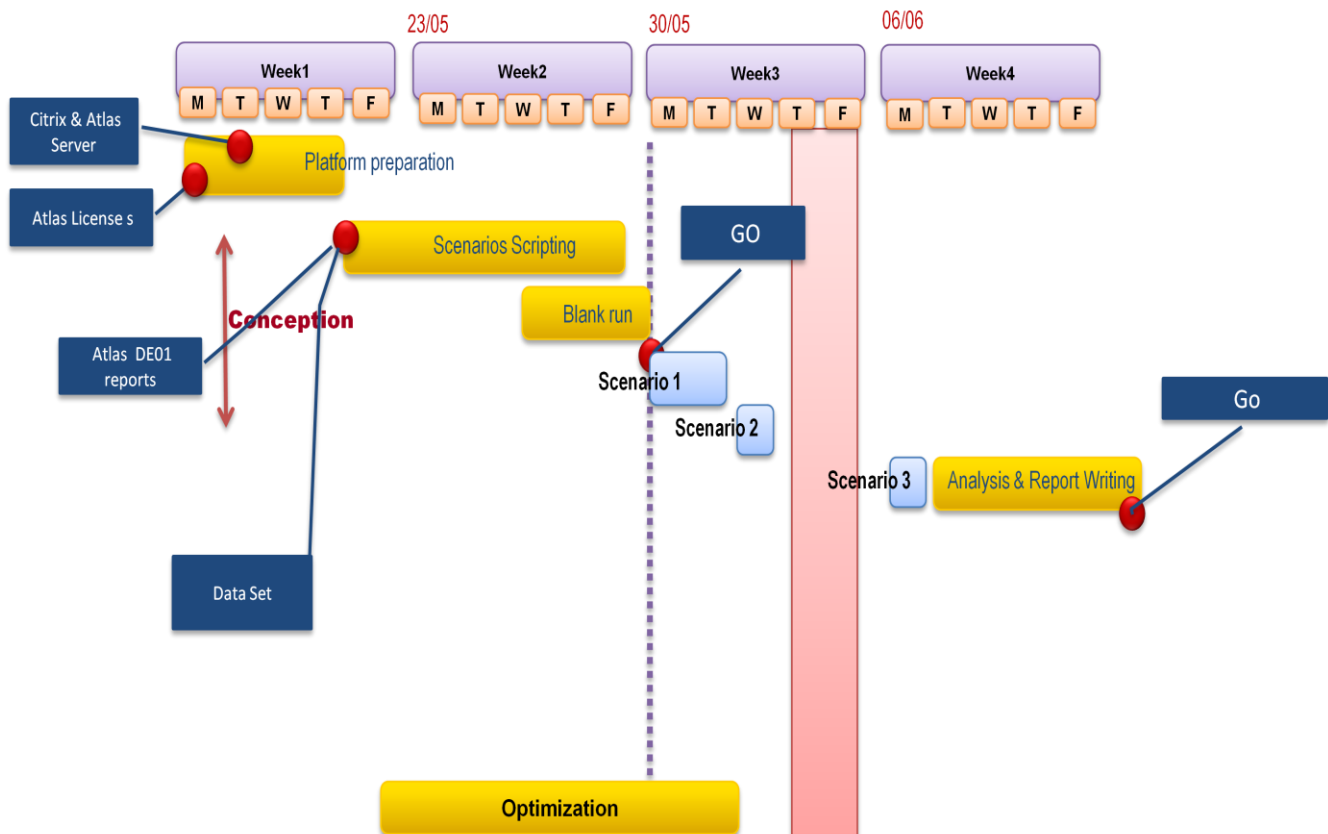 23/05
30/05
06/06
Week1
Week2
Week3
Week4
M T W T F
M T W T F
M T W T F
M T W T F
Citrix & Atlas
Server
Platform preparation
Atlas License s
Scenarios Scripting
GO
Conception
Blank run
Atlas DE01
reports
Scenario 1
Go
Scenario 2
Scenario 3
Analysis & Report Writing
Data Set
Optimization